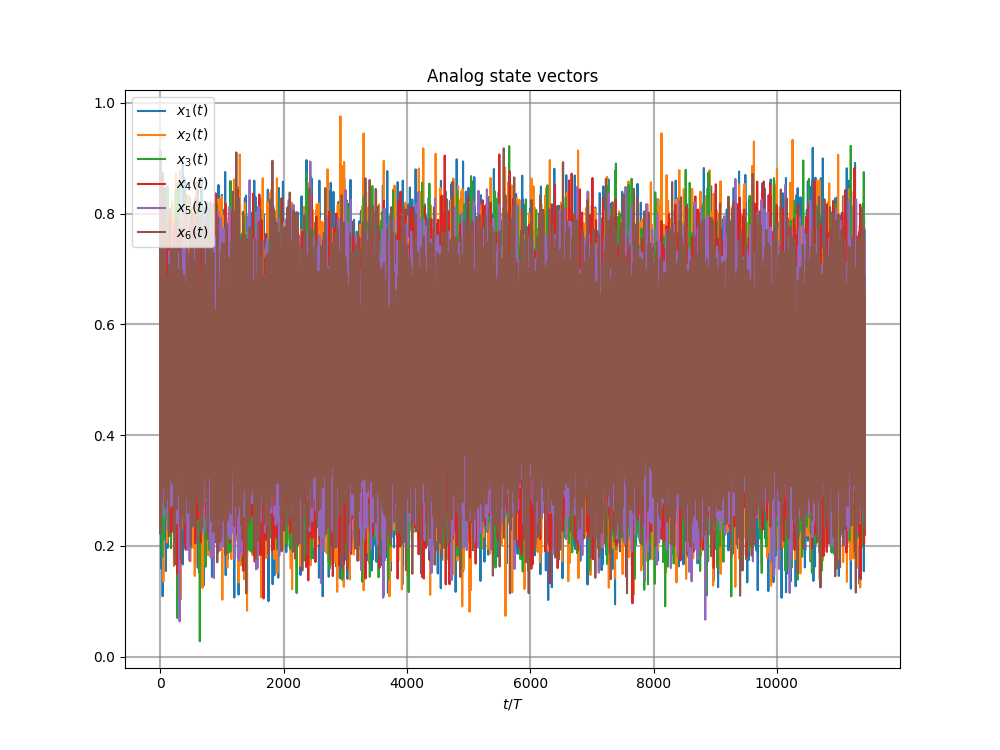 Analog state vectors
1.0
0.8
0.6
0.4
0.2
0.0
x₁(t)
x₂(t)
x₃(t)
x₄(t)
x₅(t)
x₆(t)
0 2000 4000 6000 8000 10000
t/T